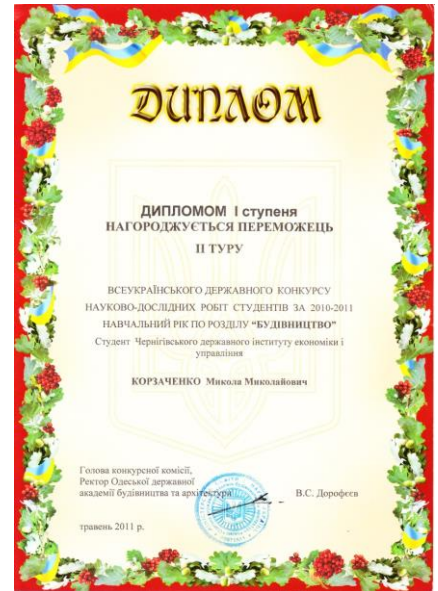 ДИПЛОМ
ДИПЛОМОМ І ступеня
НАГОРОДЖУЄТЬСЯ ПЕРЕМОЖЕЦЬ
ІІ ТУРУ
ВСЕУКРАЇНСЬКОГО ДЕРЖАВНОГО КОНКУРСУ
НАУКОВО-ДОСЛІДНИХ РОБІТ СТУДЕНТІВ ЗА 2010-2011
НАВЧАЛЬНИЙ РІК ПО РОЗДІЛУ “БУДІВНИЦТВО”
Студент Чернігівського державного інституту економіки і
управління
КОРЗАЧЕНКО Микола Миколайович
Голова конкурсної комісії,
Ректор Одеської державної
академії будівництва та архітектури В.С. Дорофєєв
травень 2011 р.